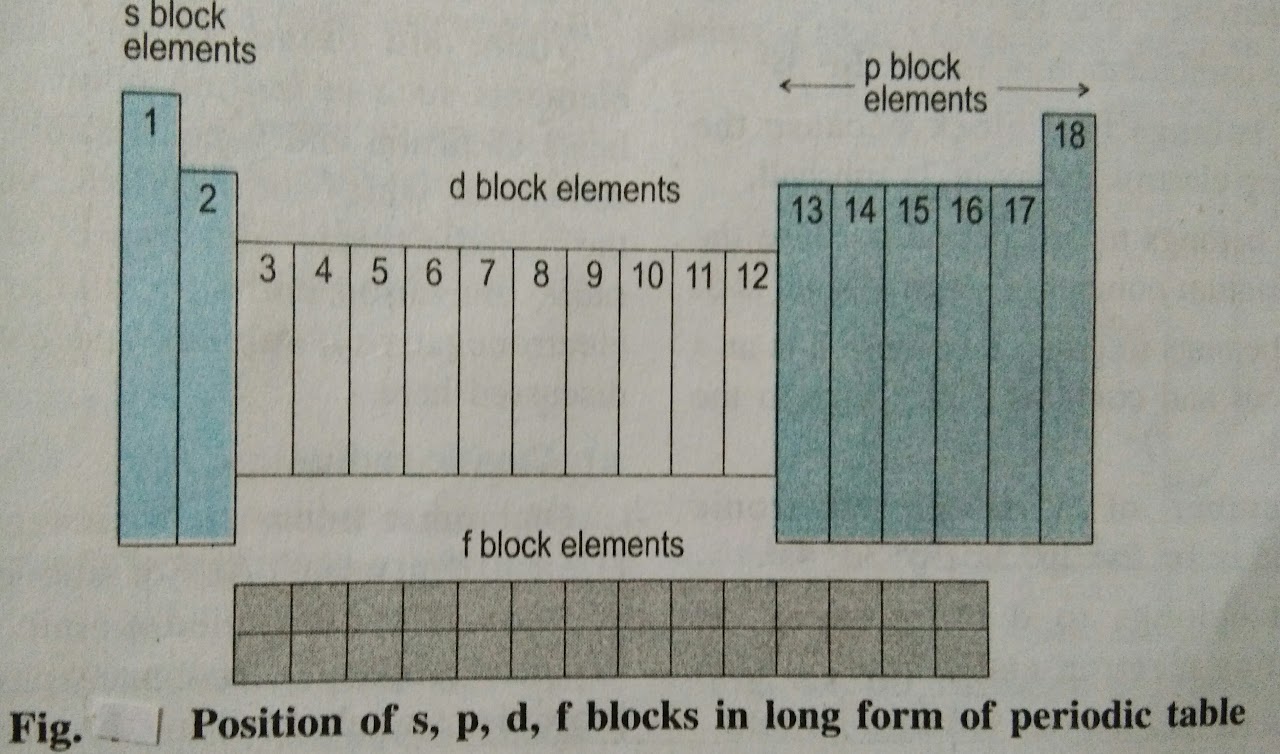 s block
elements
p block
elements
1
18
2
d block elements
13 14 15 16 17
3 4 5 6 7 8 9 10 11 12
f block elements
Fig. Position of s, p, d, f blocks in long form of periodic table